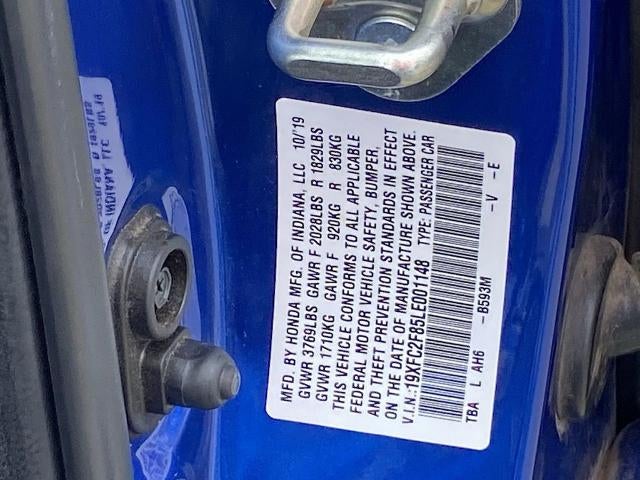 MFD. BY HONDA MFG. OF INDIANA, LLC 10/'19
GVWR 3769LBS GAWR F 2028LBS R 1829LBS
GVWR 1710KG GAWR F 920KG R 830KG
THIS VEHICLE CONFORMS TO ALL APPLICABLE
FEDERAL MOTOR VEHICLE SAFETY, BUMPER,
AND THEFT PREVENTION STANDARDS IN EFFECT
ON THE DATE OF MANUFACTURE SHOWN ABOVE.
V.I.N.:19XFC2F85LE001148 TYPE: PASSENGER CAR
TBA L AH6 -B593M -V -E
INDIANA LLC